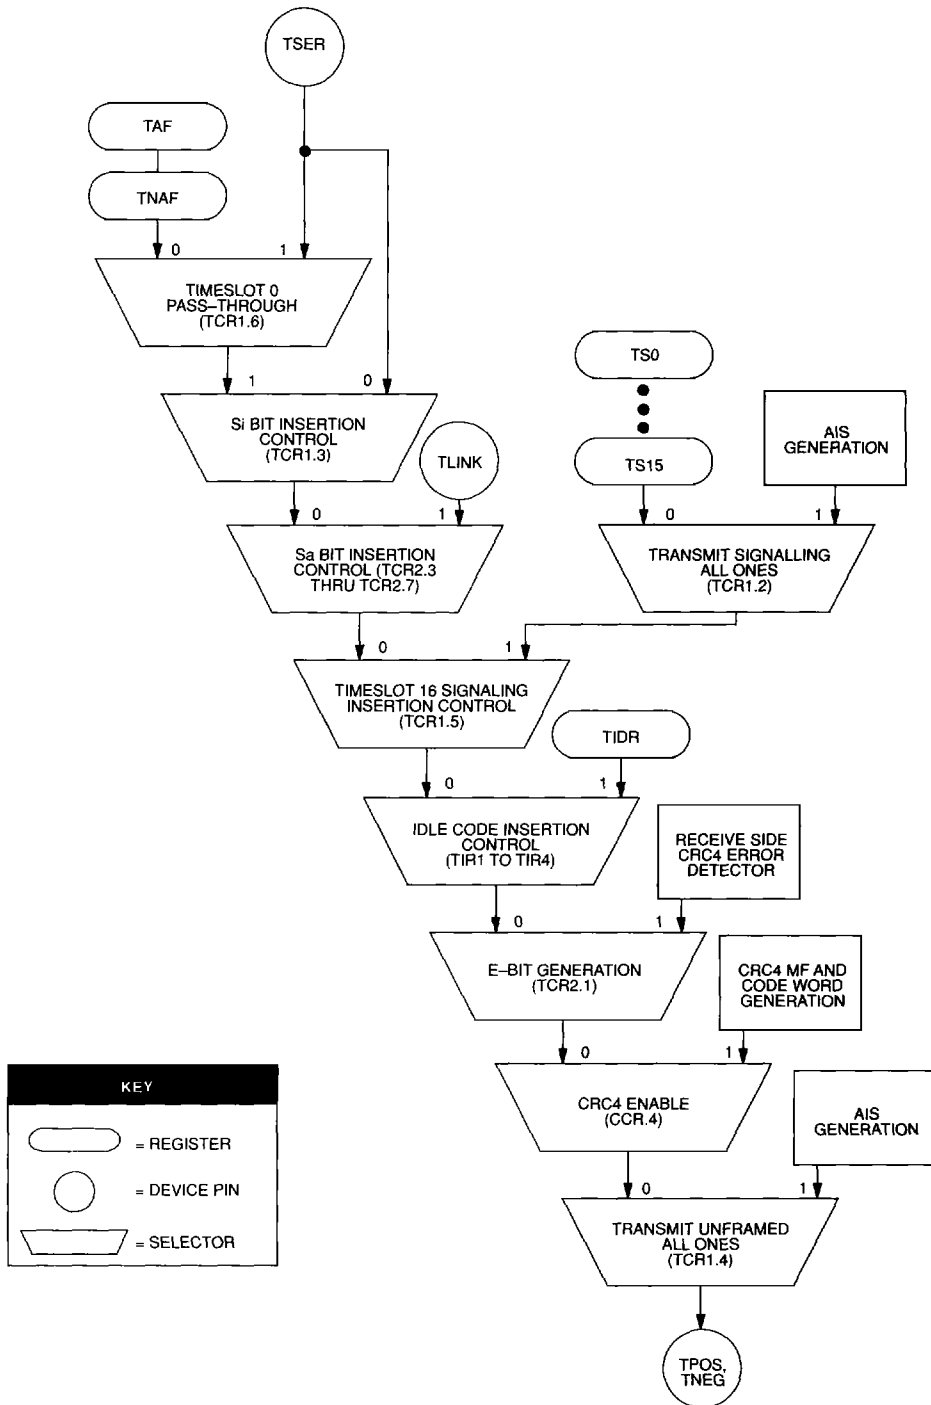 TSER
TAF
TNAF
0
1
TIMESLOT 0
PASS–THROUGH
(TCR1.6)
1
0
Si BIT INSERTION
CONTROL
(TCR1.3)
TLINK
TS0
TS15
AIS
GENERATION
0
1
Sa BIT INSERTION
CONTROL (TCR2.3
THRU TCR2.7)
0
1
TRANSMIT SIGNALLING
ALL ONES
(TCR1.2)
0
1
TIMESLOT 16 SIGNALING
INSERTION CONTROL
(TCR1.5)
TIDR
0
1
IDLE CODE INSERTION
CONTROL
(TIR1 TO TIR4)
RECEIVE SIDE
CRC4 ERROR
DETECTOR
0
1
E–BIT GENERATION
(TCR2.1)
CRC4 MF AND
CODE WORD
GENERATION
0
1
CRC4 ENABLE
(CCR.4)
AIS
GENERATION
0
1
TRANSMIT UNFRAMED
ALL ONES
(TCR1.4)
TPOS,
TNEG
KEY
= REGISTER
= DEVICE PIN
= SELECTOR